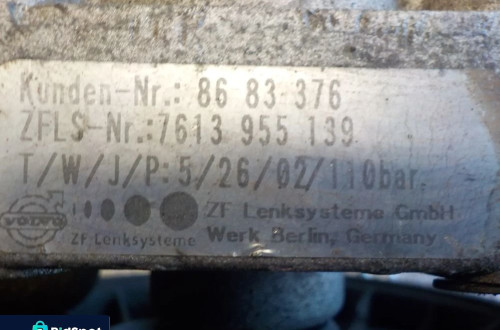 Kunden-Nr.: 86 83 376
ZFLS-Nr.:7613 955 139
T/W/J/P:5/26/02/110bar.
VOLVO
ZF Lenksysteme GmbH
ZF Lenksysteme Werk Berlin, Germany
BidSpot